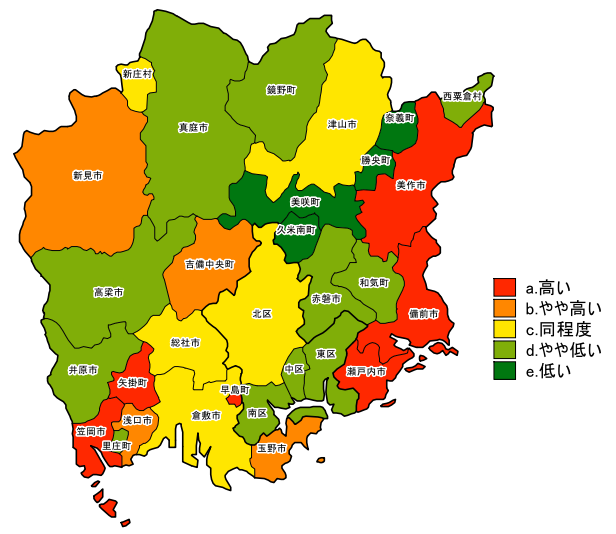 新庄村
鏡野町
西粟倉村
真庭市
津山市
奈義町
勝央町
新見市
美作市
美咲町
久米南町
吉備中央町
高梁市
和気町
赤磐市
北区
備前市
総社市
東区
中区
井原市
瀬戸内市
矢掛町
早島町
倉敷市
南区
浅口市
笠岡市
里庄町
玉野市
a.高い
b.やや高い
c.同程度
d.やや低い
e.低い